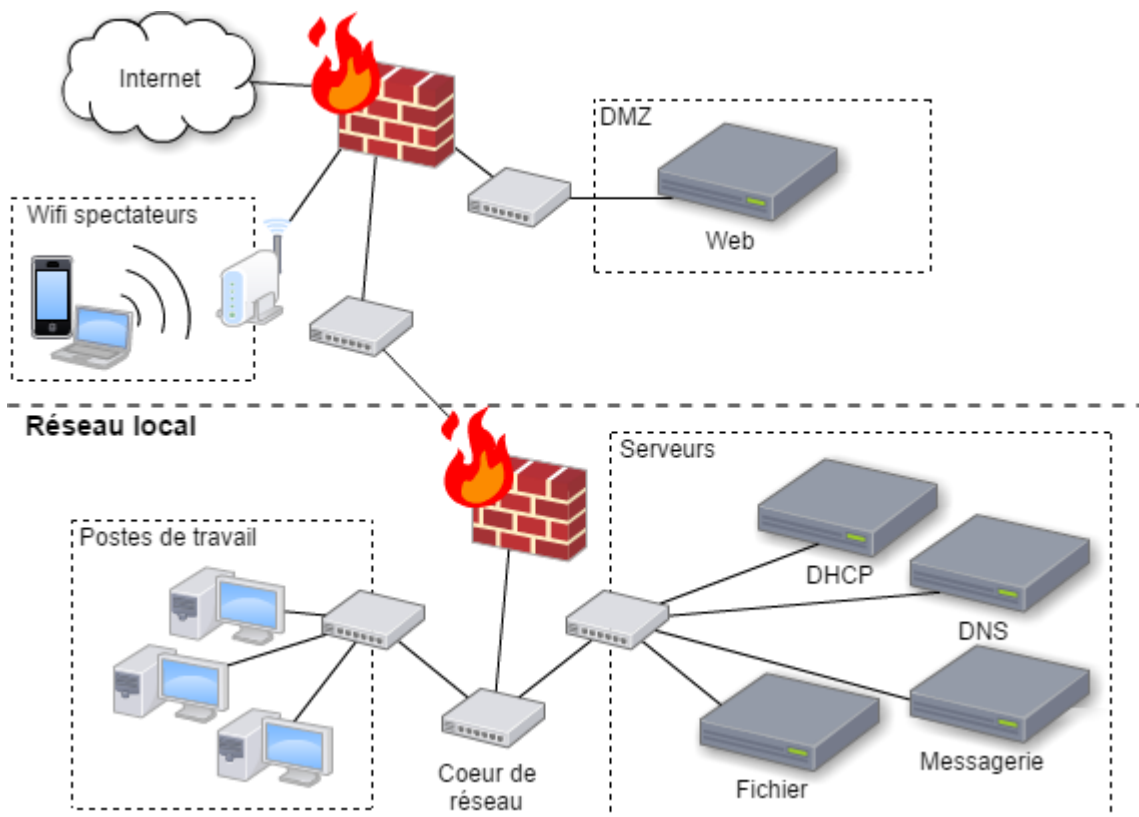 Internet
DMZ
Web
Wifi spectateurs
Réseau local
Serveurs
Postes de travail
DHCP
DNS
Messagerie
Fichier
Coeur de
réseau